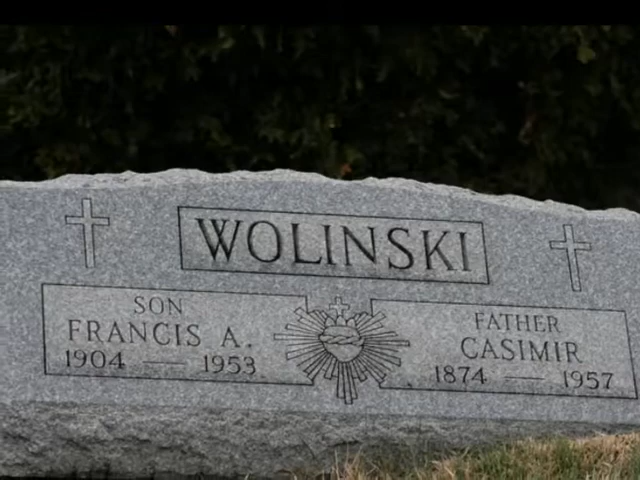 WOLINSKI
SON
FRANCIS A.
1904 — 1953
FATHER
CASIMIR
1874 — 1957